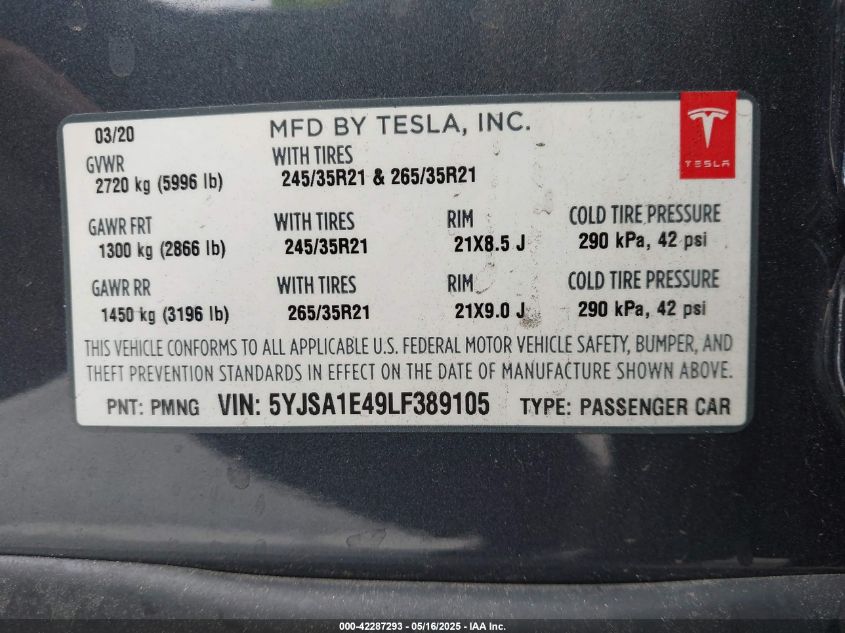 03/20 MFD BY TESLA, INC.
TESLA
GVWR WITH TIRES
2720 kg (5996 lb) 245/35R21 & 265/35R21
GAWR FRT WITH TIRES RIM COLD TIRE PRESSURE
1300 kg (2866 lb) 245/35R21 21X8.5 J 290 kPa, 42 psi
GAWR RR WITH TIRES RIM COLD TIRE PRESSURE
1450 kg (3196 lb) 265/35R21 21X9.0 J 290 kPa, 42 psi
THIS VEHICLE CONFORMS TO ALL APPLICABLE U.S. FEDERAL MOTOR VEHICLE SAFETY, BUMPER, AND
THEFT PREVENTION STANDARDS IN EFFECT ON THE DATE OF MANUFACTURE SHOWN ABOVE.
PNT: PMNG VIN: 5YJSA1E49LF389105 TYPE: PASSENGER CAR
000-42287293 - 05/16/2025 - IAA Inc.